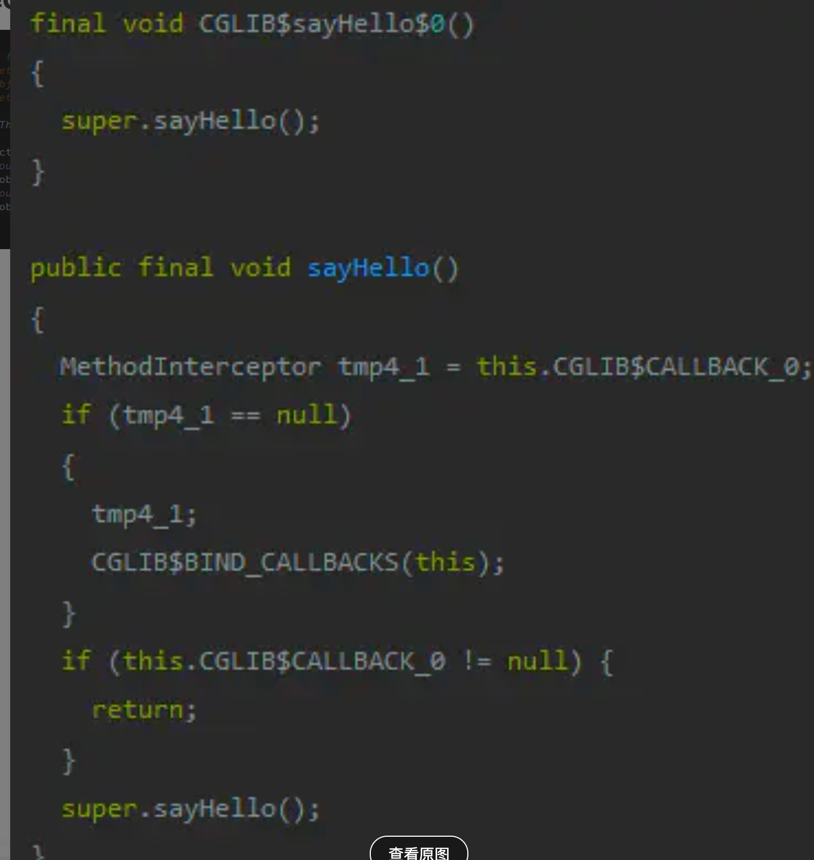 final void CGLIB$sayHello$0()
{
super.sayHello();
}
public final void sayHello()
{
MethodInterceptor tmp4_1 = this.CGLIB$CALLBACK_0;
if (tmp4_1 == null)
{
tmp4_1;
CGLIB$BIND_CALLBACKS(this);
}
if (this.CGLIB$CALLBACK_0 != null) {
return;
}
super.sayHello();
}
查看原图